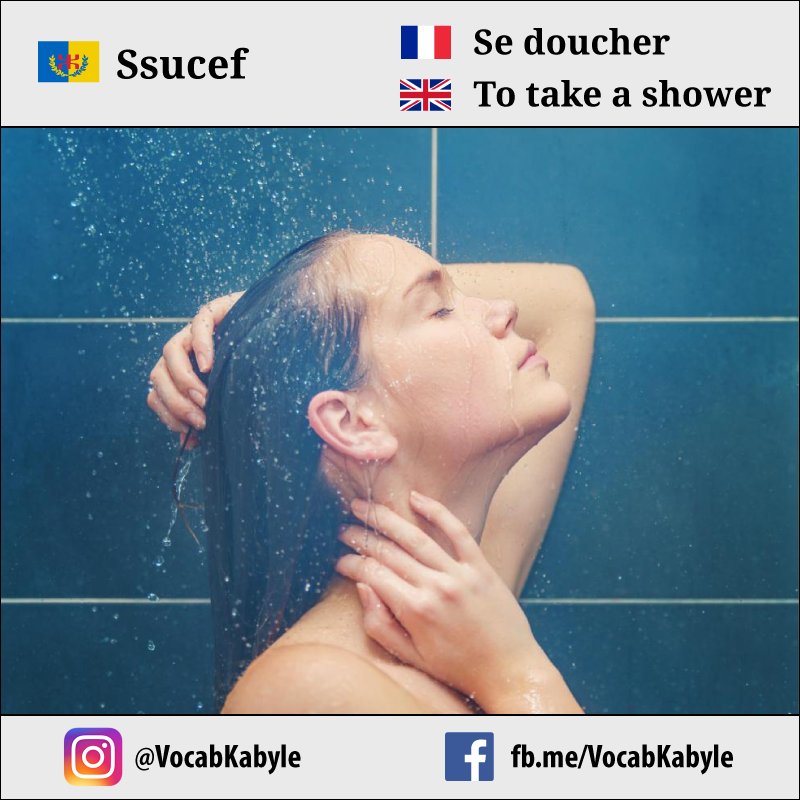 Ssucef
Se doucher
To take a shower
@VocabKabyle
fb.me/VocabKabyle